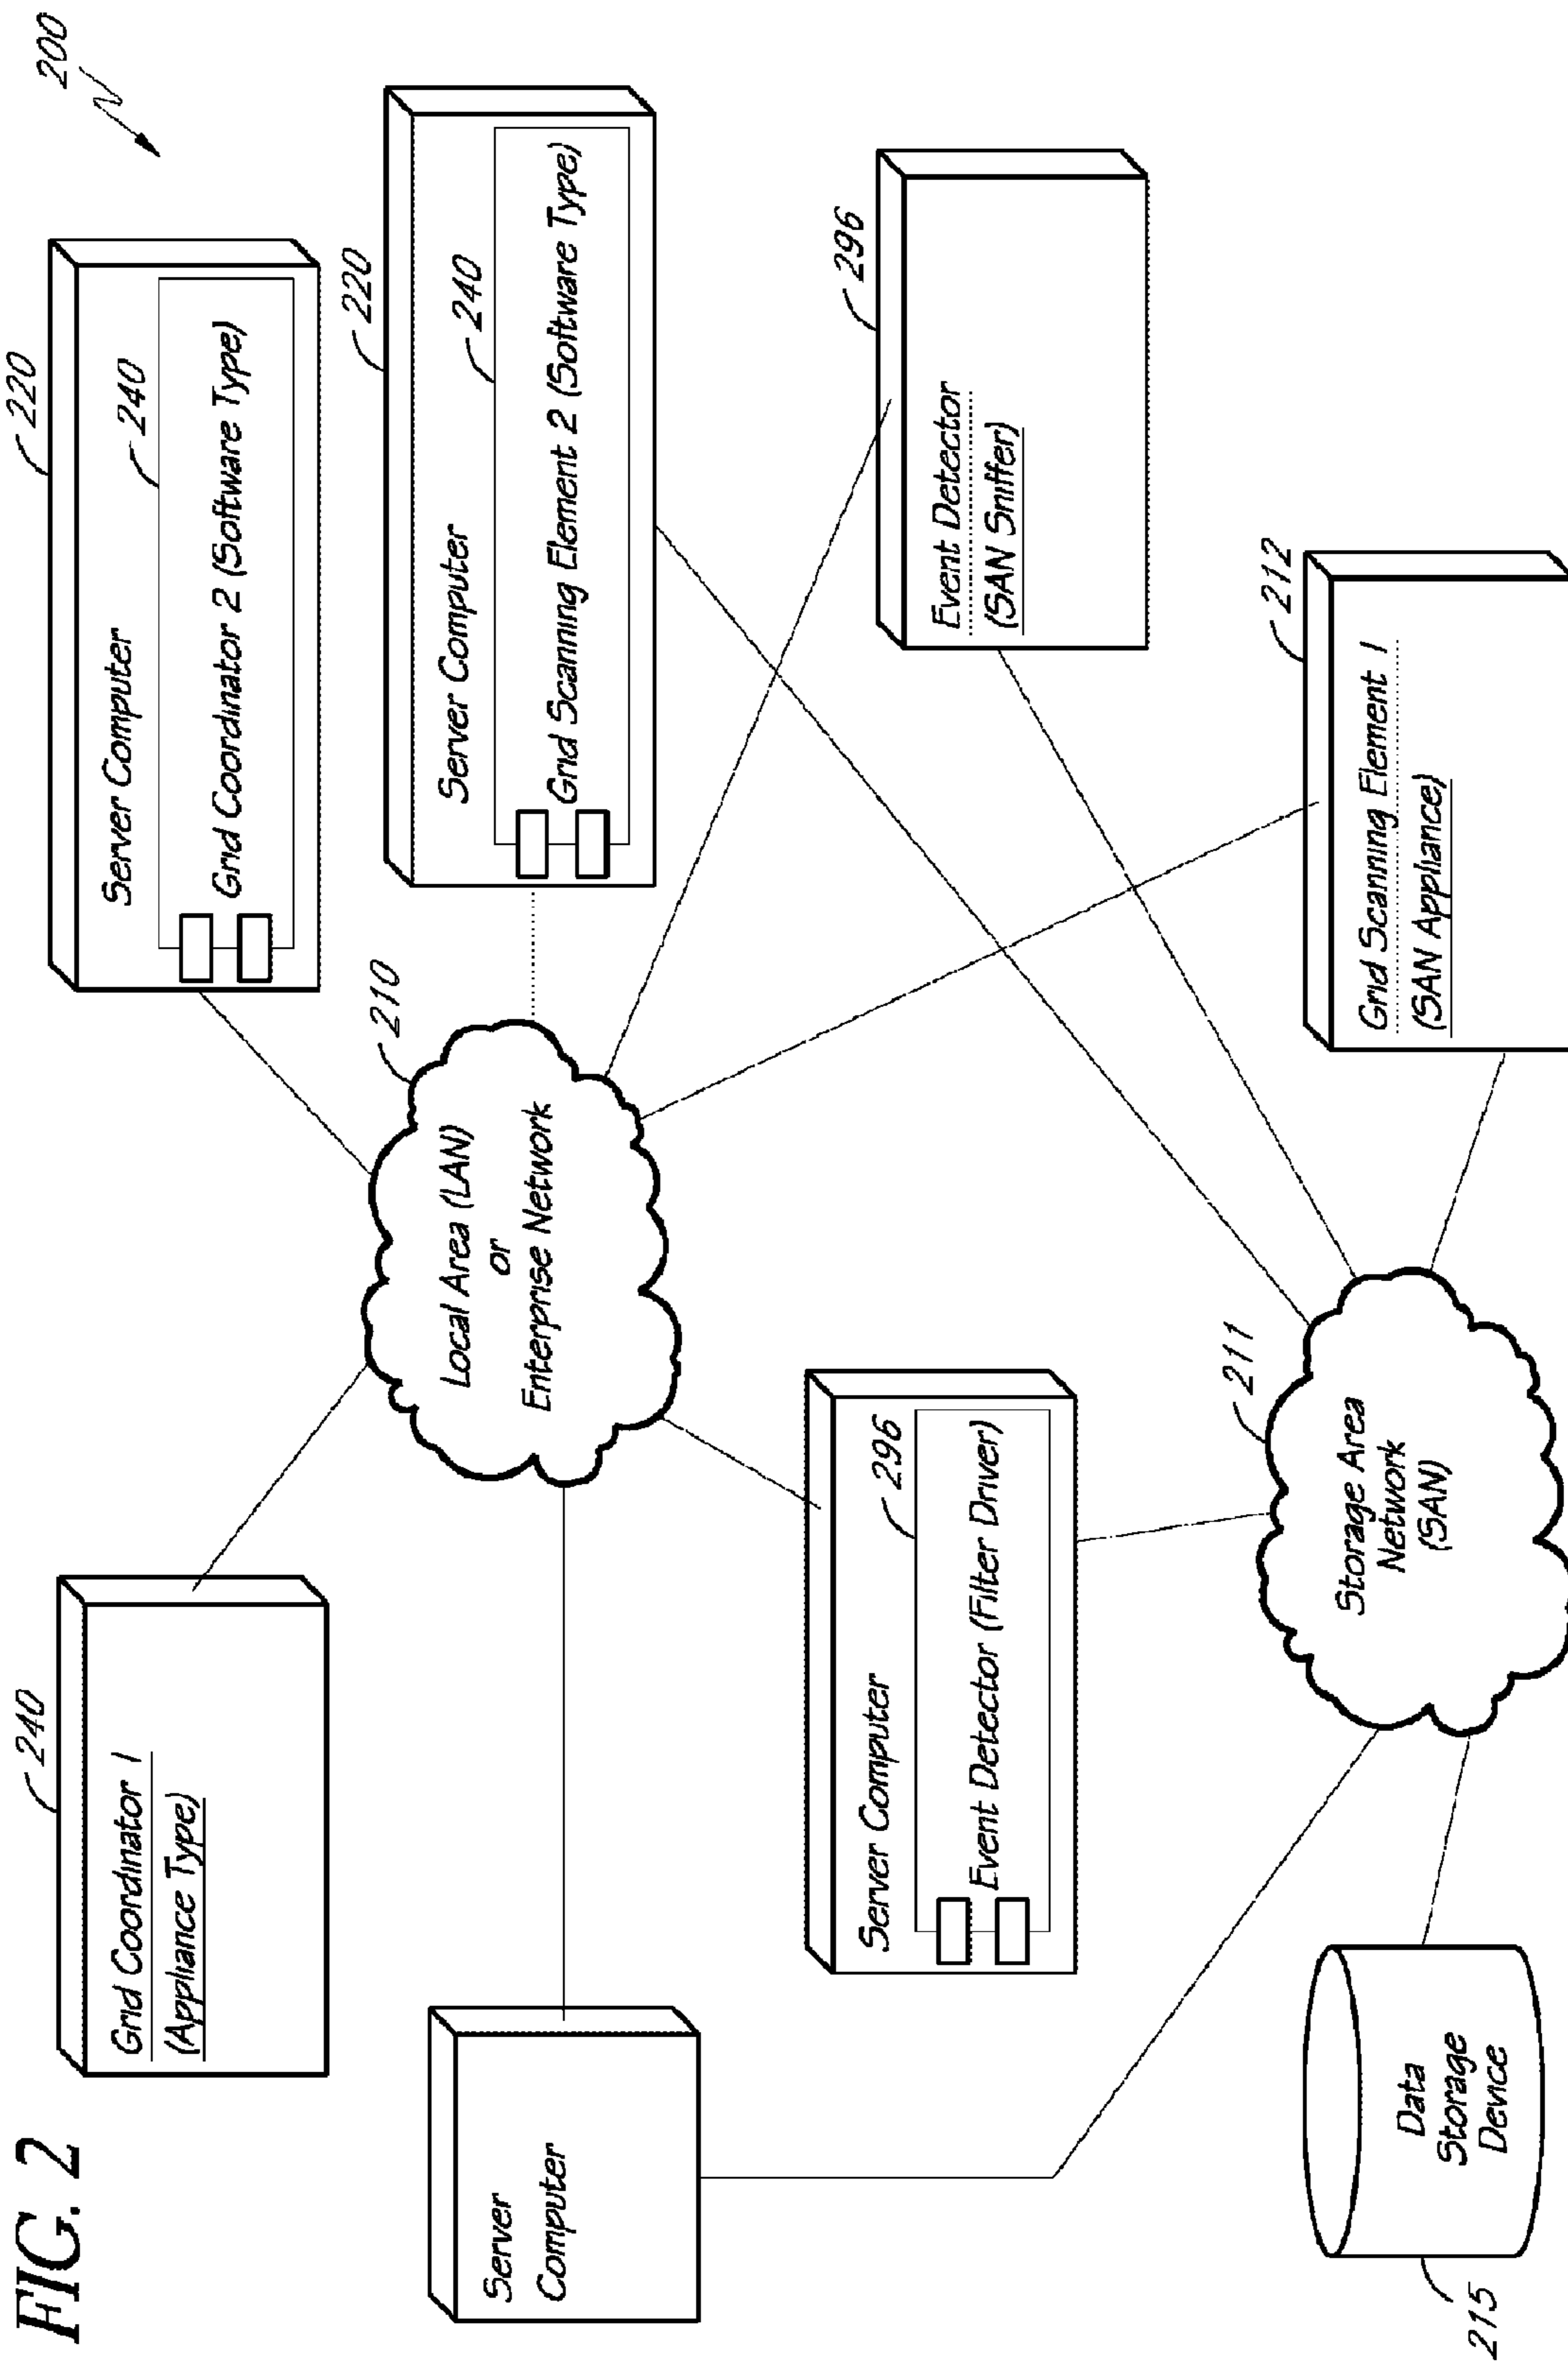 FIG. 2
200
240
Grid Coordinator 1
(Appliance Type)
220
Server Computer
240
Grid Coordinator 2 (Software Type)
220
Server Computer
240
Grid Scanning Element 2 (Software Type)
210
Local Area (LAN)
or
Enterprise Network
Server
Computer
Server Computer
296
Event Detector (Filter Driver)
296
Event Detector
(SAN Sniffer)
212
Grid Scanning Element 1
(SAN Appliance)
211
Storage Area
Network
(SAN)
Data
Storage
Device
215